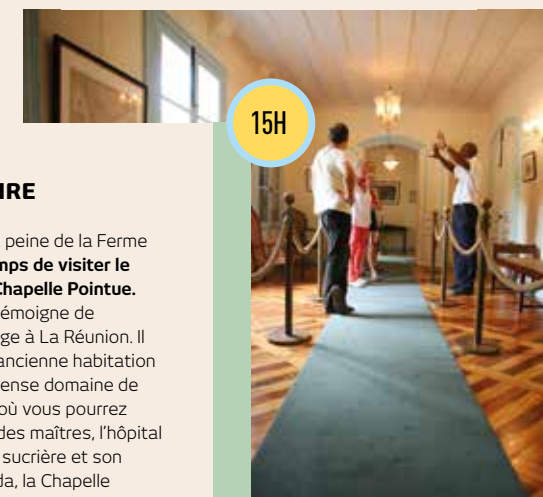 15H
IRE
peine de la Ferme
mps de visiter le
Chapelle Pointue.
émoigne de
ge à La Réunion. Il
ancienne habitation
ense domaine de
où vous pourrez
des maîtres, l'hôpital
sucrière et son
da, la Chapelle